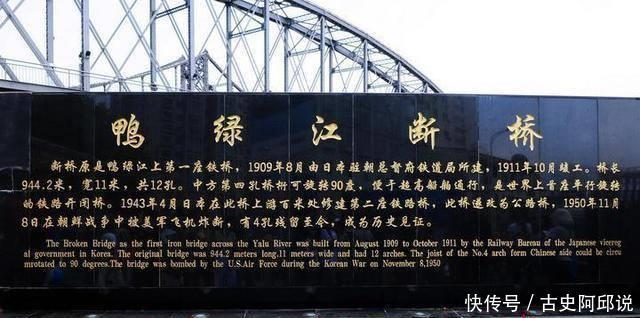 鸭绿江断桥
断桥原是鸭绿江上第一座铁桥，1909年8月由日本驻朝总督府铁道局所建，1911年10月竣工。桥长
944.2米，宽11米，共12孔。中方第四孔桥桁可旋转90度，便于超高船舶通行，是世界上首座平行旋转
的铁路开闭桥。1943年4月日本在此桥上游百米处修建第二座铁路桥，此桥遂改为公路桥，1950年11月
8日在朝鲜战争中被美军飞机炸断，有4孔残留至今，成为历史见证。
The Broken Bridge as the first iron bridge across the Yalu River was built from August 1909 to October 1911 by the Railway Bureau of the Japanese vicereg
al government in Korea. The original bridge was 944.2 meters long,11 meters wide and had 12 arches. The joist of the No.4 arch form Chinese side could be circu
mrotated to 90 degrees.The bridge was bombed by the U.S.Air Force during the Korean War on November 8,1950
快传号 / 古史阿邱说